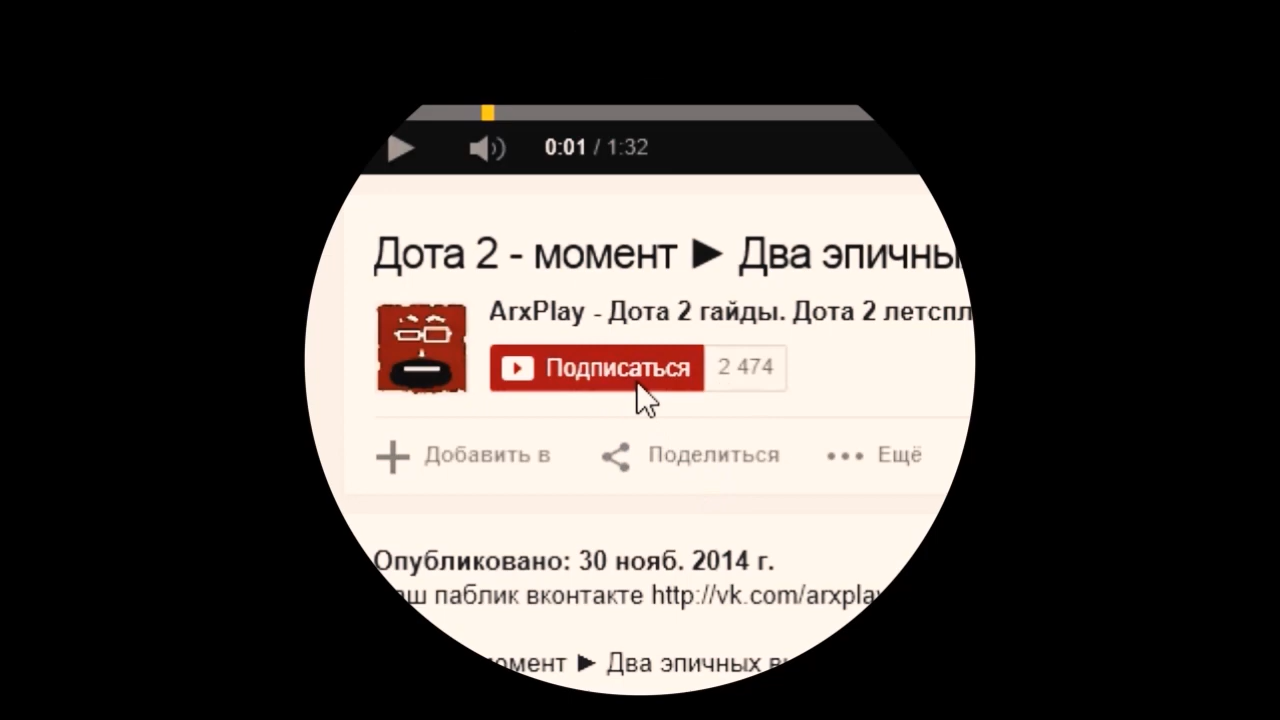 0:01 / 1:32
Дота 2 - момент ► Два эпичны
ArxPlay - Дота 2 гайды. Дота 2 летспл
Подписаться 2 474
Добавить в Поделиться Ещё
Опубликовано: 30 нояб. 2014 г.
паблик вконтакте http://vk.com/arxpla
► Два эпичных